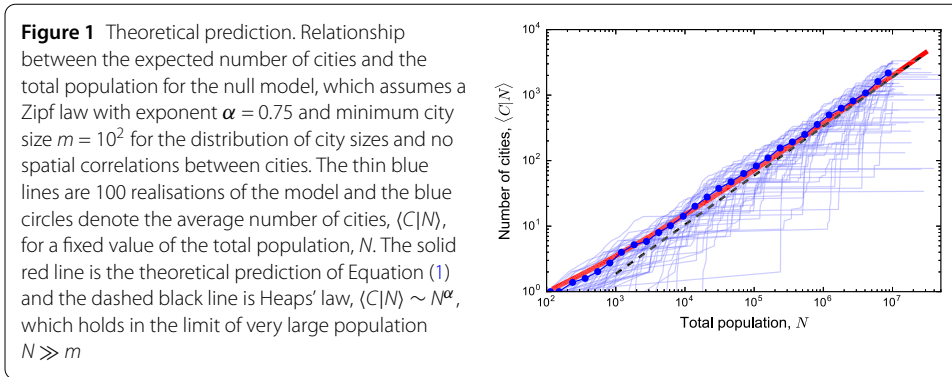 Figure 1 Theoretical prediction. Relationship
between the expected number of cities and the
total population for the null model, which assumes a
Zipf law with exponent α = 0.75 and minimum city
size m = 10² for the distribution of city sizes and no
spatial correlations between cities. The thin blue
lines are 100 realisations of the model and the blue
circles denote the average number of cities, ⟨C|N⟩,
for a fixed value of the total population, N. The solid
red line is the theoretical prediction of Equation (1)
and the dashed black line is Heaps’ law, ⟨C|N⟩ ∼ N^α,
which holds in the limit of very large population
N ≫ m
Number of cities, ⟨C|N⟩
10⁴
10³
10²
10¹
10⁰
10² 10³ 10⁴ 10⁵ 10⁶ 10⁷
Total population, N